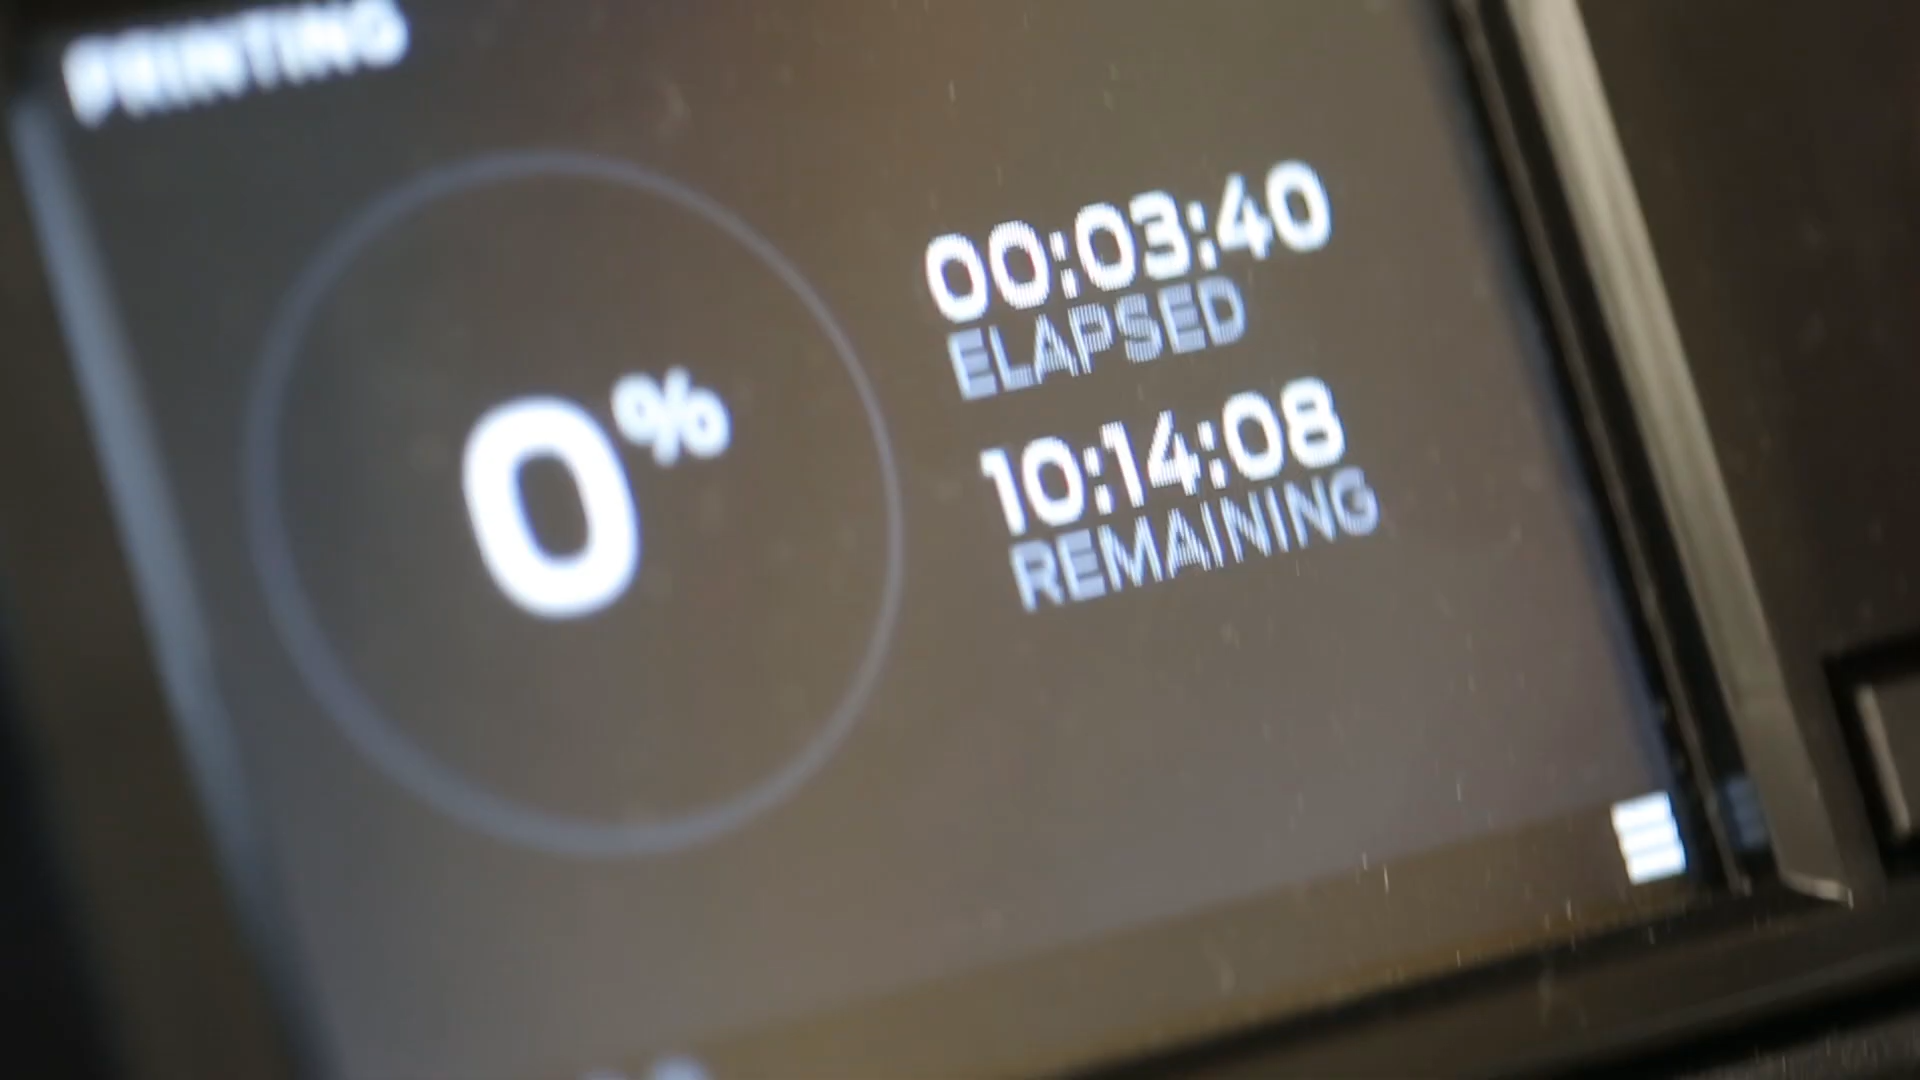 PRINTING
0%
00:03:40
ELAPSED
10:14:08
REMAINING